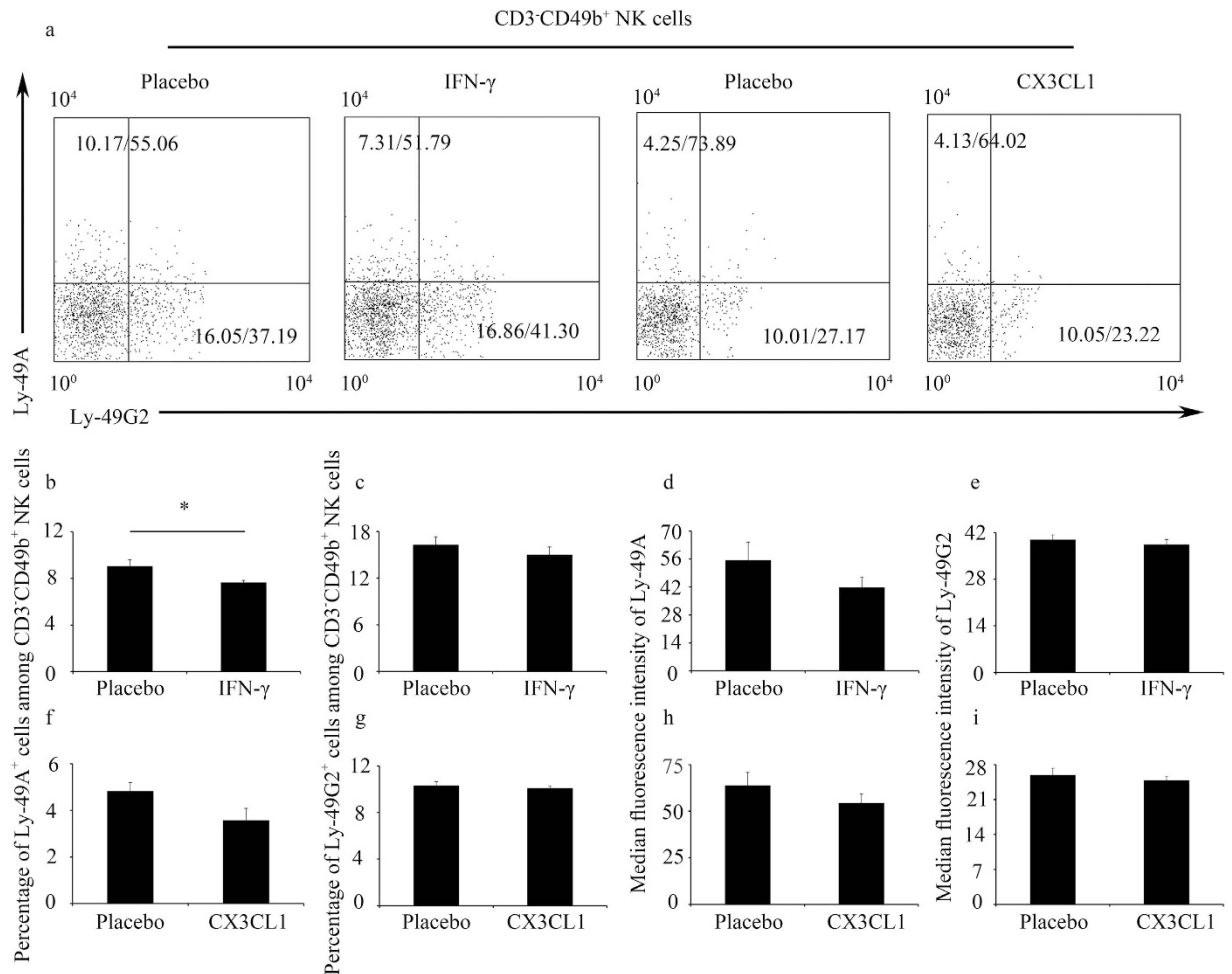 CD3-CD49b+ NK cells
a
Placebo
IFN-γ
Placebo
CX3CL1
10⁴
10⁴
10⁴
10⁴
10.17/55.06
7.31/51.79
4.25/73.89
4.13/64.02
16.05/37.19
16.86/41.30
10.01/27.17
10.05/23.22
10⁰
10⁴
10⁰
10⁴
10⁰
10⁴
10⁰
10⁴
Ly-49A
Ly-49G2
b
*
12
8
4
0
Placebo
IFN-γ
c
18
12
6
0
Placebo
IFN-γ
d
70
56
42
28
14
0
Placebo
IFN-γ
e
42
28
14
0
Placebo
IFN-γ
f
6
4
2
0
Placebo
CX3CL1
g
12
8
4
0
Placebo
CX3CL1
h
75
50
25
0
Placebo
CX3CL1
i
28
21
14
7
0
Placebo
CX3CL1
Percentage of Ly-49A+ cells among CD3-CD49b+ NK cells
Percentage of Ly-49G2+ cells among CD3-CD49b+ NK cells
Median fluorescence intensity of Ly-49A
Median fluorescence intensity of Ly-49G2